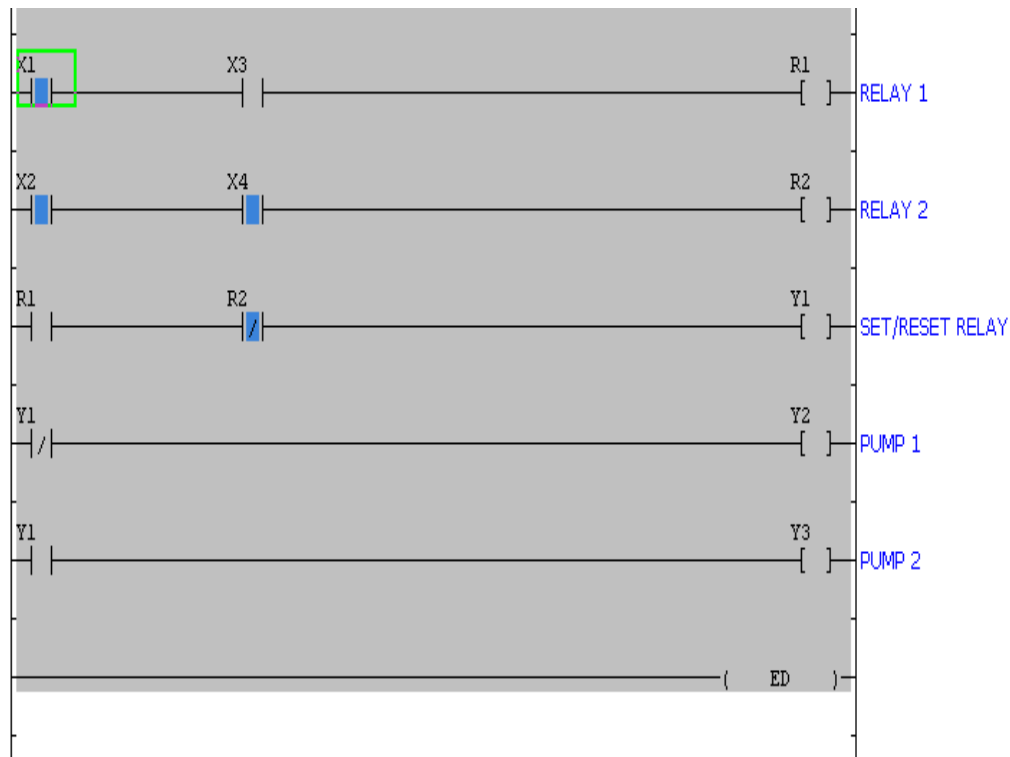 X1 X3 R1
RELAY 1
X2 X4 R2
RELAY 2
R1 R2 Y1
SET/RESET RELAY
Y1 Y2
PUMP 1
Y1 Y3
PUMP 2
ED